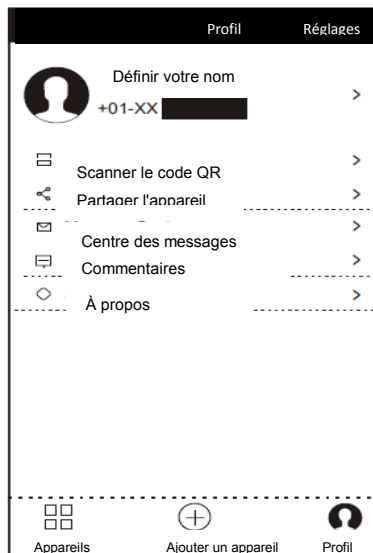 Profil Réglages
Définir votre nom
+01-XX
Scanner le code QR
Partager l'appareil
Centre des messages
Commentaires
À propos
Appareils Ajouter un appareil Profil